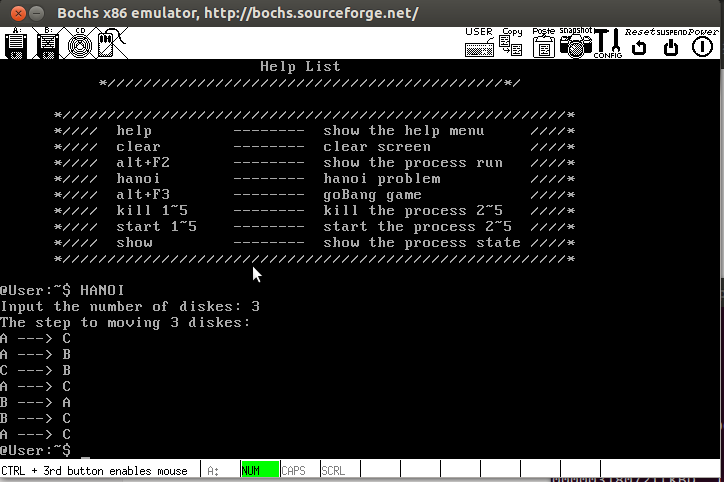 Bochs x86 emulator, http://bochs.sourceforge.net/
A: B: CD USER Copy Paste snapshot CONFIG Reset SUSPEND Power
Help List
*////////////////////////////////////////////*/
*/////////////////////////////////////////////////////////*
*//// help -------- show the help menu ////*
*//// clear -------- clear screen ////*
*//// alt+F2 -------- show the process run ////*
*//// hanoi -------- hanoi problem ////*
*//// alt+F3 -------- goBang game ////*
*//// kill 1~5 -------- kill the process 2~5 ////*
*//// start 1~5 -------- start the process 2~5 ////*
*//// show -------- show the process state ////*
*/////////////////////////////////////////////////////////*
@User:~$ HANOI
Input the number of diskes: 3
The step to moving 3 diskes:
A ---> C
A ---> B
C ---> B
A ---> C
B ---> A
B ---> C
A ---> C
@User:~$ _
CTRL + 3rd button enables mouse A: NUM CAPS SCRL